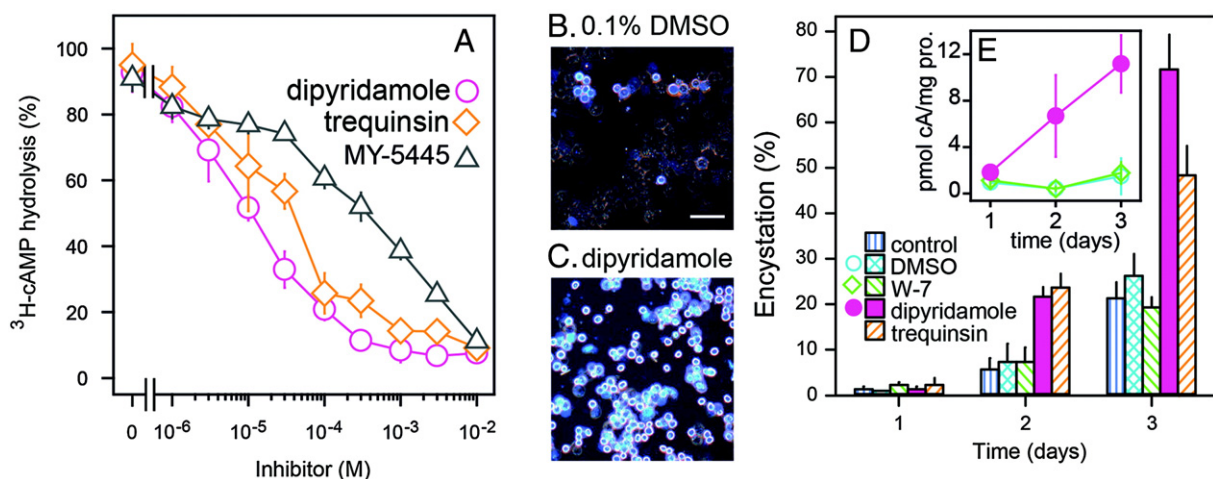 A
100
80
60
40
20
0
³H-cAMP hydrolysis (%)
dipyridamole
trequinsin
MY-5445
0 10⁻⁶ 10⁻⁵ 10⁻⁴ 10⁻³ 10⁻²
Inhibitor (M)
B. 0.1% DMSO
C. dipyridamole
D
80
70
60
50
40
30
20
10
0
Encystation (%)
control
DMSO
W-7
dipyridamole
trequinsin
1 2 3
Time (days)
E
12
8
4
0
pmol cA/mg pro.
1 2 3
time (days)